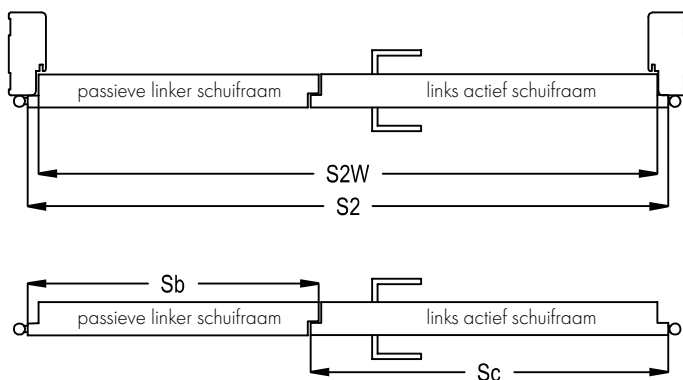 passieve linker schuifraam links actief schuifraam
S2W
S2
Sb
passieve linker schuifraam links actief schuifraam
Sc